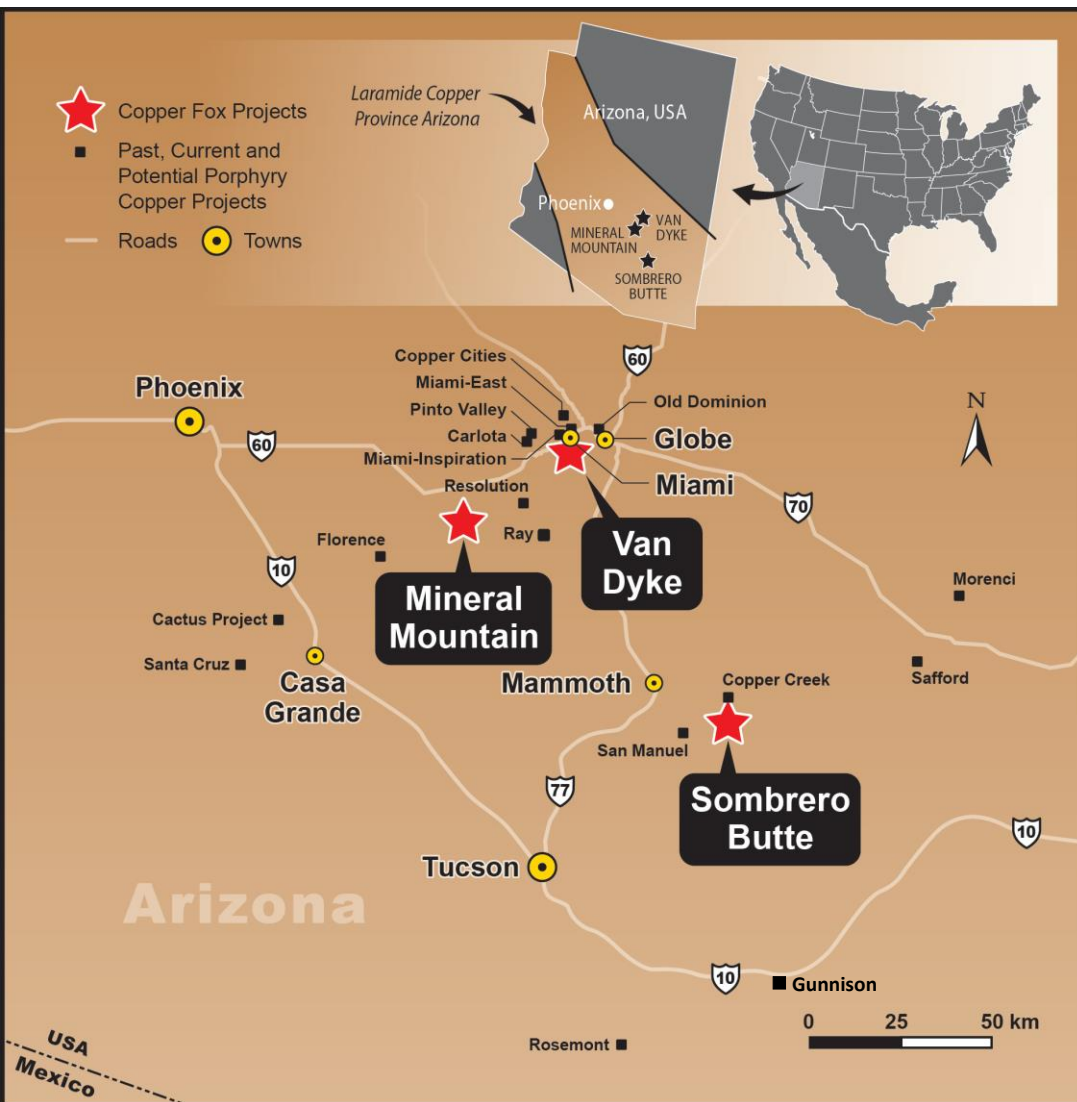 Copper Fox Projects
Past, Current and
Potential Porphyry
Copper Projects
Roads
Towns
Laramide Copper
Province Arizona
Arizona, USA
Phoenix
VAN
DYKE
MINERAL
MOUNTAIN
SOMBRERO
BUTTE
60
Copper Cities
Miami-East
Pinto Valley
Carlota
Miami-Inspiration
Old Dominion
Globe
Miami
N
Phoenix
60
Resolution
Ray
70
Van
Dyke
Florence
Mineral
Mountain
10
Morenci
Cactus Project
Santa Cruz
Casa
Grande
Mammoth
Copper Creek
Safford
San Manuel
Sombrero
Butte
77
10
Tucson
Arizona
10
Gunnison
0 25 50 km
Rosemont
USA
Mexico